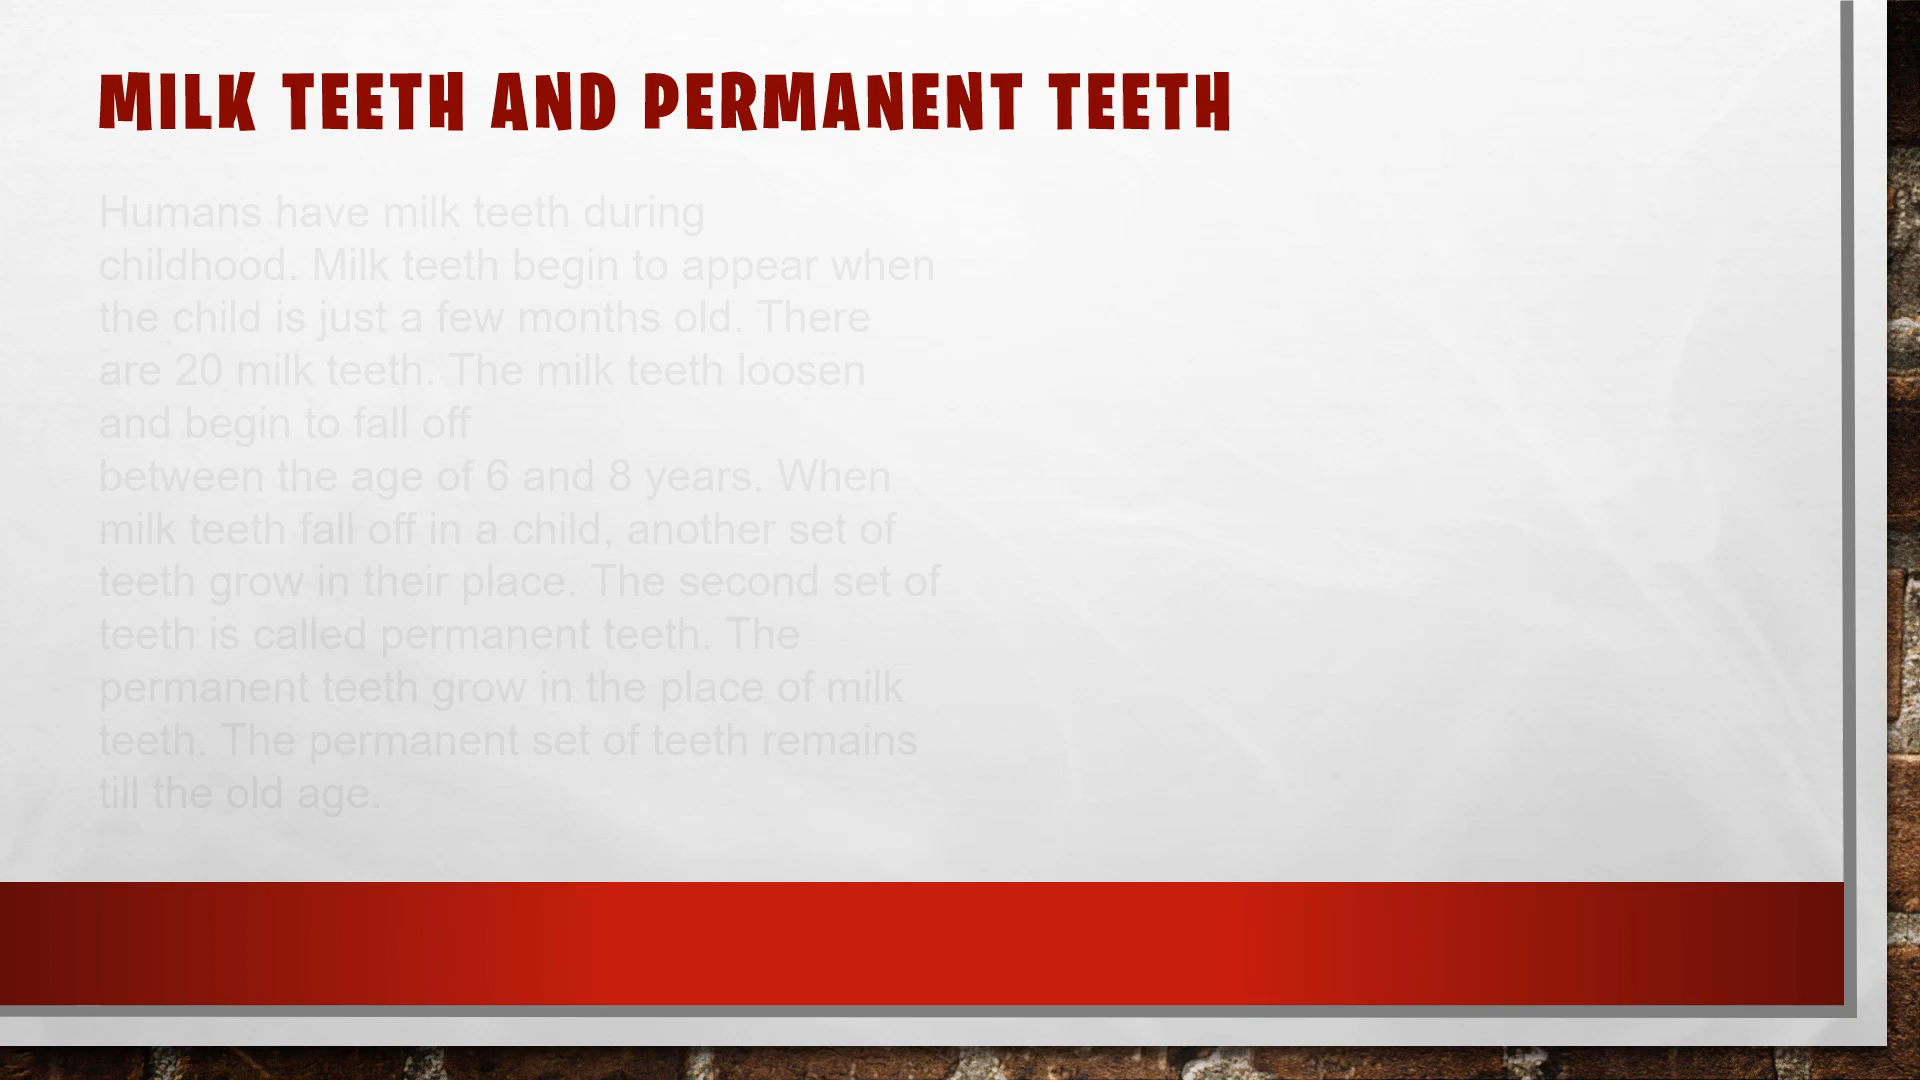 MILK TEETH AND PERMANENT TEETH
Humans have milk teeth during
childhood. Milk teeth begin to appear when
the child is just a few months old. There
are 20 milk teeth. The milk teeth loosen
and begin to fall off
between the age of 6 and 8 years. When
milk teeth fall off in a child, another set of
teeth grow in their place. The second set of
teeth is called permanent teeth. The
permanent teeth grow in the place of milk
teeth. The permanent set of teeth remains
till the old age.